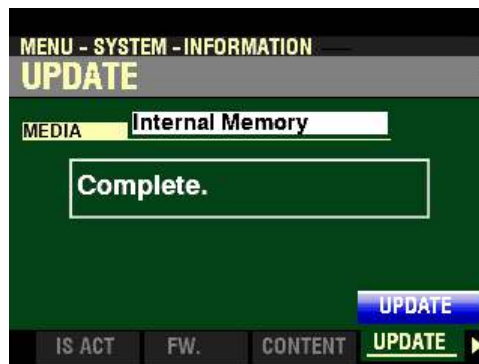 MENU - SYSTEM - INFORMATION
UPDATE
MEDIA Internal Memory
Complete.
UPDATE
IS ACT FW. CONTENT UPDATE